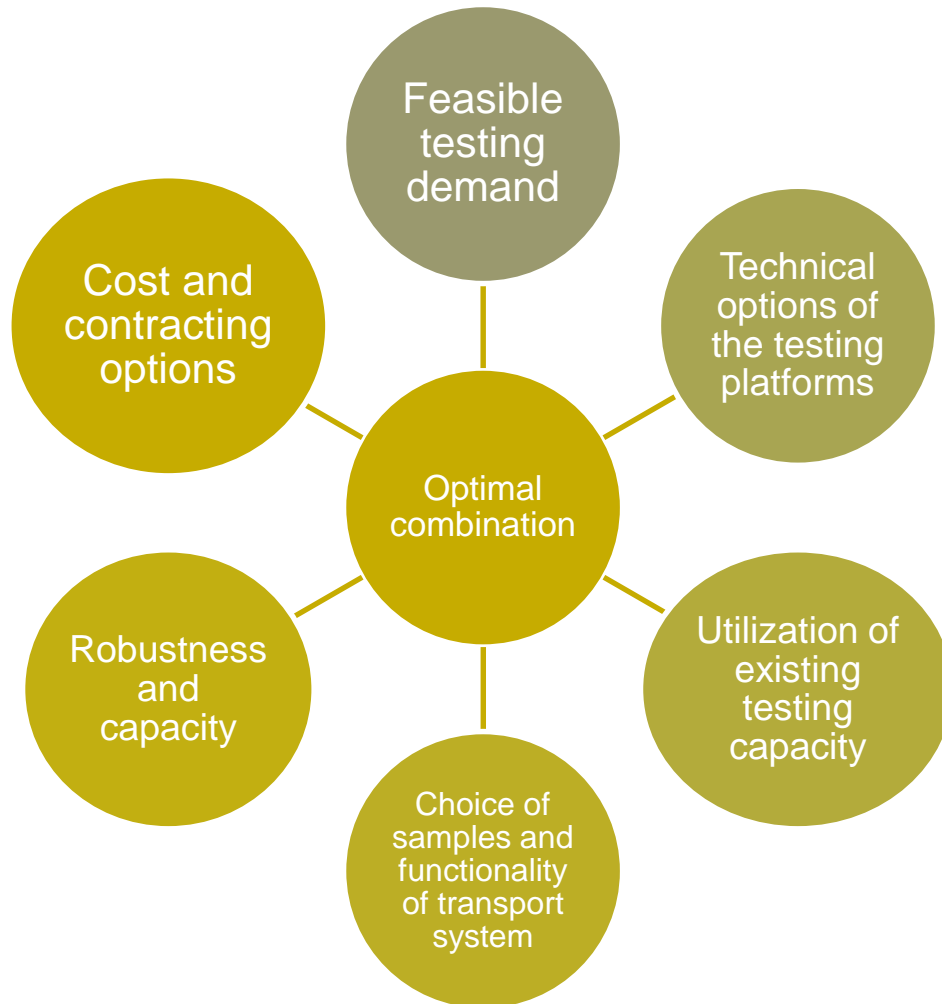 Feasible
testing
demand
Technical
options of
the testing
platforms
Utilization of
existing
testing
capacity
Choice of
samples and
functionality
of transport
system
Robustness
and
capacity
Cost and
contracting
options
Optimal
combination